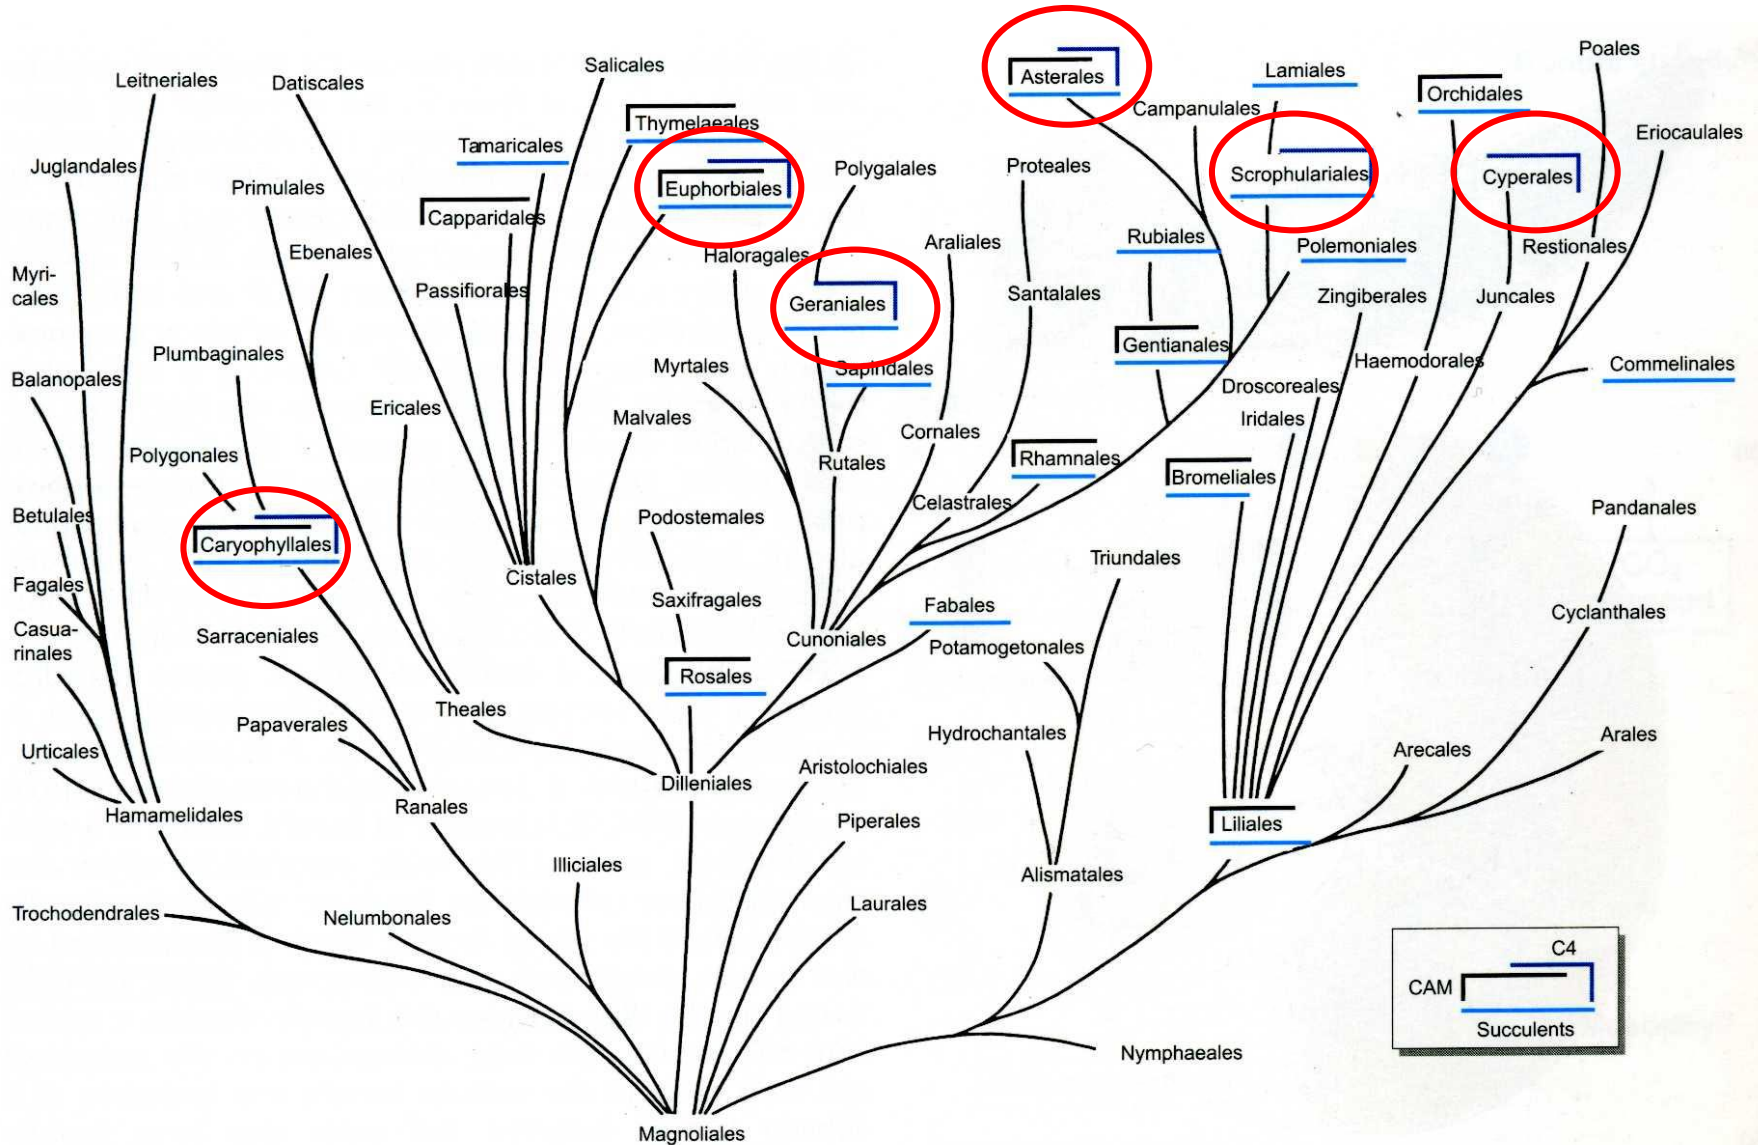 Poales
Salicales
Lamiales
Leitneriales
Datiscales
Asterales
Orchidales
Campanulales
Thymelaeales
Eriocaulales
Tamaricales
Juglandales
Polygalales
Proteales
Scrophulariales
Cyperales
Primulales
Euphorbiales
Capparidales
Rubiales
Araliales
Polemoniales
Restionales
Ebenales
Haloragales
Myri-
cales
Passifiorales
Geraniales
Santalales
Zingiberales
Juncales
Plumbaginales
Gentianales
Haemodorales
Commelinales
Myrtales
Sapindales
Balanopales
Droscoreales
Ericales
Malvales
Iridales
Cornales
Polygonales
Rutales
Rhamnales
Bromeliales
Celastrales
Pandanales
Betulales
Podostemales
Caryophyllales
Triundales
Cistales
Fagales
Saxifragales
Fabales
Cyclanthales
Casua-
rinales
Sarraceniales
Cunoniales
Potamogetonales
Rosales
Theales
Papaverales
Hydrochantales
Arales
Urticales
Arecales
Aristolochiales
Dilleniales
Ranales
Hamamelidales
Piperales
Liliales
Illiciales
Alismatales
Laurales
Trochodendrales
Nelumbonales
C4
CAM
Succulents
Nymphaeales
Magnoliales